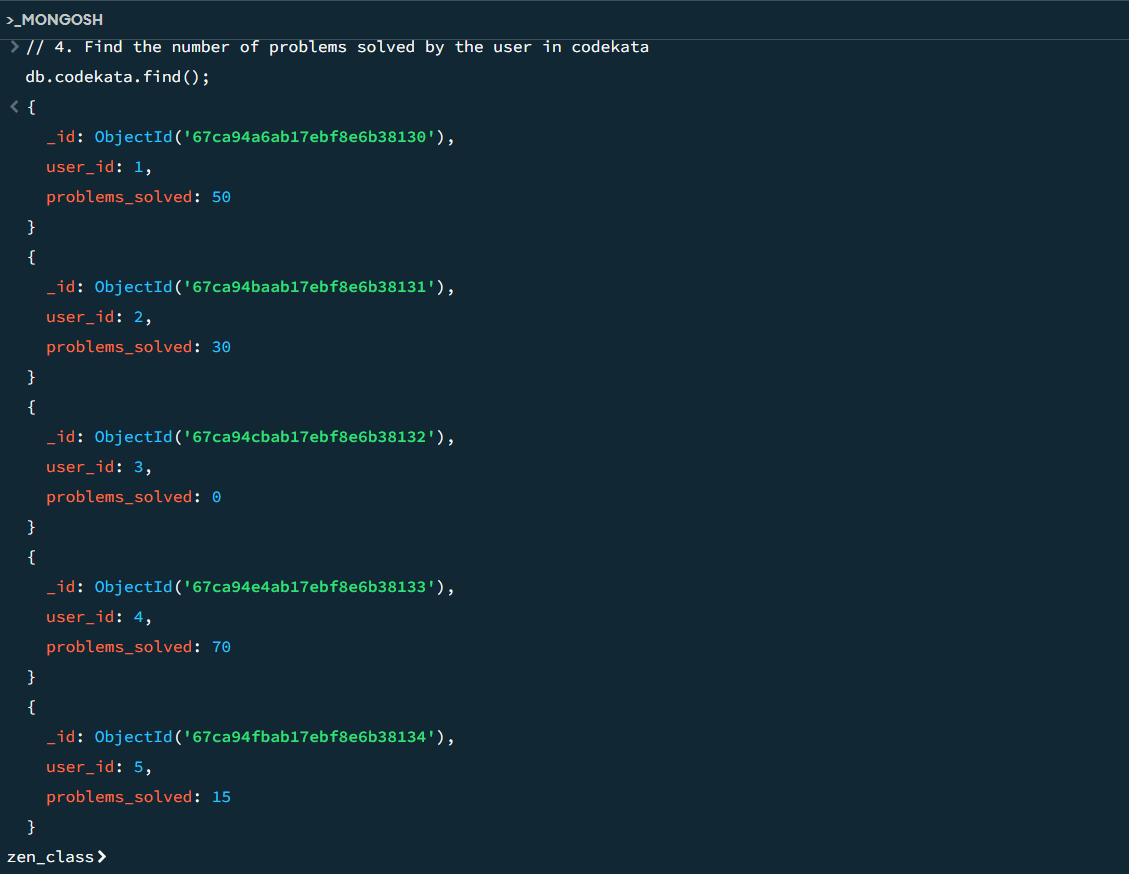 >_MONGOSH
> // 4. Find the number of problems solved by the user in codekata
db.codekata.find();
< {
_id: ObjectId('67ca94a6ab17ebf8e6b38130'),
user_id: 1,
problems_solved: 50
}
{
_id: ObjectId('67ca94baab17ebf8e6b38131'),
user_id: 2,
problems_solved: 30
}
{
_id: ObjectId('67ca94cbab17ebf8e6b38132'),
user_id: 3,
problems_solved: 0
}
{
_id: ObjectId('67ca94e4ab17ebf8e6b38133'),
user_id: 4,
problems_solved: 70
}
{
_id: ObjectId('67ca94fbab17ebf8e6b38134'),
user_id: 5,
problems_solved: 15
}
zen_class>